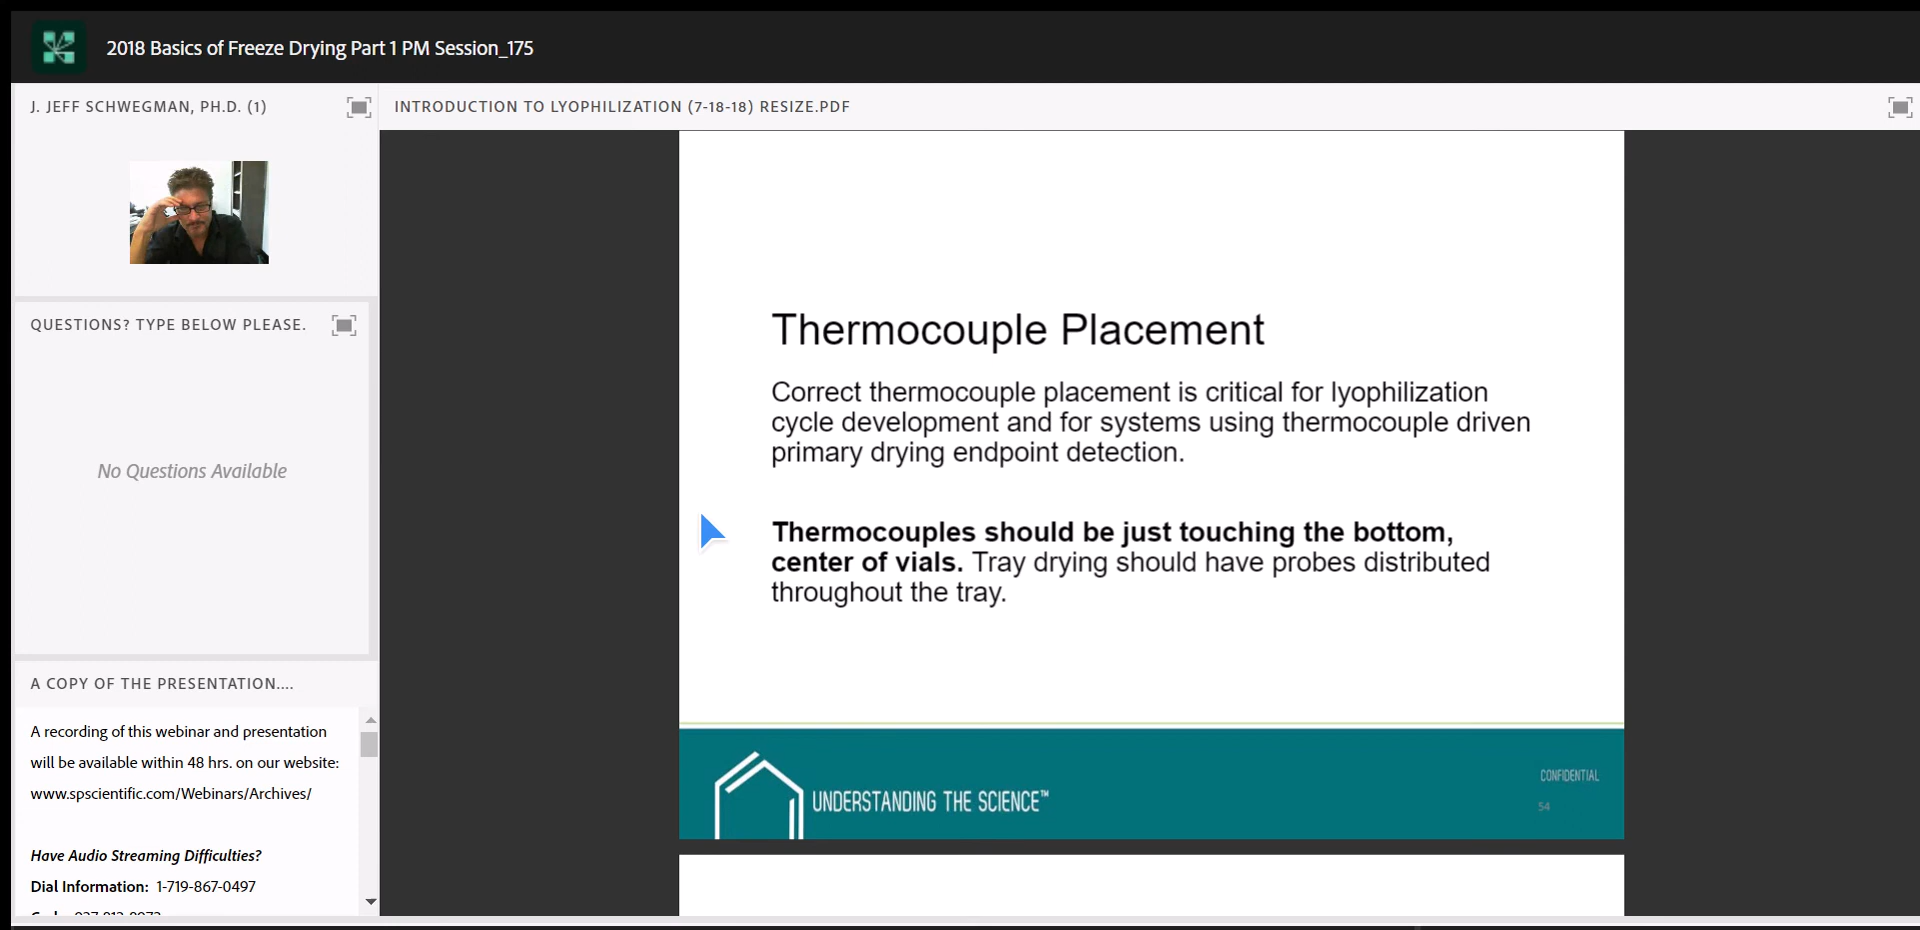 2018 Basics of Freeze Drying Part 1 PM Session_175
J. JEFF SCHWEGMAN, PH.D. (1)
INTRODUCTION TO LYOPHILIZATION (7-18-18) RESIZE.PDF
QUESTIONS? TYPE BELOW PLEASE.
No Questions Available
A COPY OF THE PRESENTATION....
A recording of this webinar and presentation
will be available within 48 hrs. on our website:
www.spscientific.com/Webinars/Archives/
Have Audio Streaming Difficulties?
Dial Information: 1-719-867-0497
Thermocouple Placement
Correct thermocouple placement is critical for lyophilization
cycle development and for systems using thermocouple driven
primary drying endpoint detection.
Thermocouples should be just touching the bottom,
center of vials. Tray drying should have probes distributed
throughout the tray.
UNDERSTANDING THE SCIENCE™
CONFIDENTIAL
54